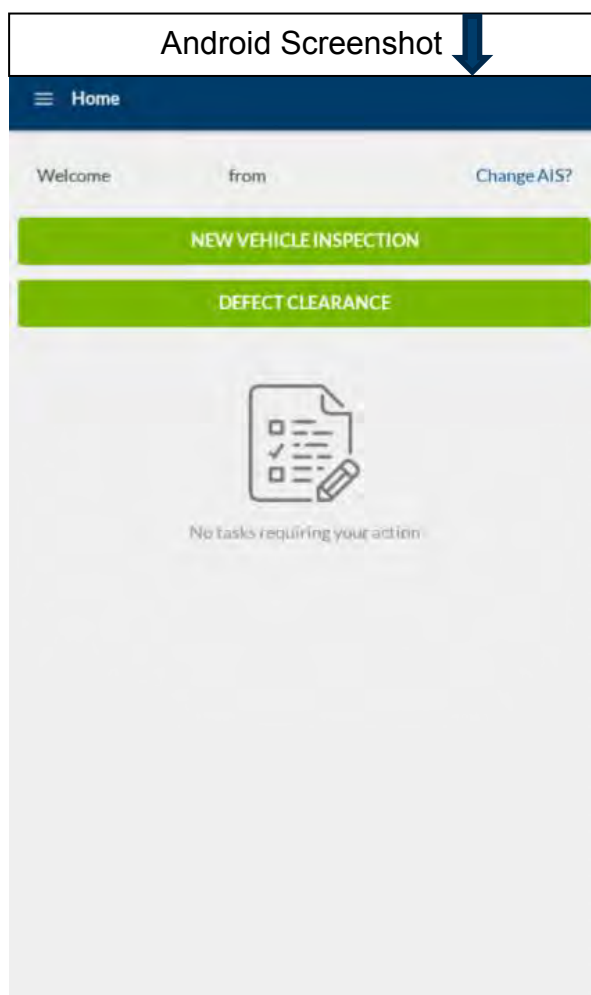 Android Screenshot
Home
Welcome from Change AIS?
NEW VEHICLE INSPECTION
DEFECT CLEARANCE
No tasks requiring your action